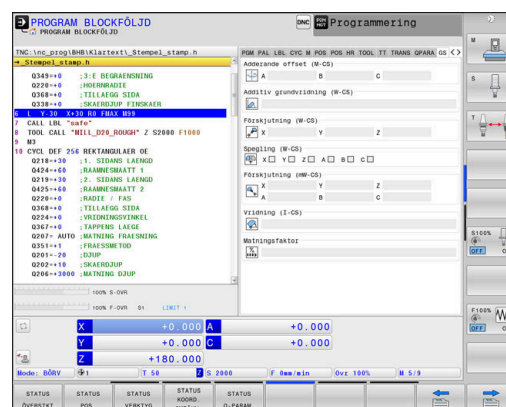 PROGRAM BLOCKFÖLJD
PROGRAM BLOCKFÖLJD
DNC
Programmering
TNC:\nc_prog\BHB\Klartext\_Stempel_stamp.h
→_Stempel_stamp.h
Q349=+0 ;3:E BEGRAENSNING
Q220=+0 ;HOERNRADIE
Q368=+0 ;TILLAEGG SIDA
Q338=+0 ;SKAERDJUP FINSKAER
6 L Y-30 X+30 R0 FMAX M99
7 CALL LBL "safe"
8 TOOL CALL "MILL_D20_ROUGH" Z S2000 F1000
9 M3
10 CYCL DEF 256 REKTANGULAER OE
Q218=+30 ;1. SIDANS LAENGD
Q424=+60 ;RAAMNESMAATT 1
Q219=+30 ;2. SIDANS LAENGD
Q425=+60 ;RAAMNESMAATT 2
Q220=+0 ;RADIE / FAS
Q368=+0 ;TILLAEGG SIDA
Q224=+0 ;VRIDNINGSVINKEL
Q367=+0 ;TAPPENS LAEGE
Q207= AUTO ;MATNING FRAESNING
Q351=+1 ;FRAESSMETOD
Q201=-20 ;DJUP
Q202=+10 ;SKAERDJUP
Q206=+3000 ;MATNING DJUP
100% S-OVR
100% F-OVR S1 LIMIT 1
PGM PAL LBL CYC M POS POS HR TOOL TT TRANS QPARA GS
Adderande offset (M-CS)
A B C
Additiv grundvridning (W-CS)
Förskjutning (W-CS)
X Y Z
Spegling (W-CS)
X Y Z A B C
Förskjutning (mW-CS)
X Y Z
A B C
Vridning (I-CS)
Matningsfaktor
X +0.000 A +0.000
Y +0.000 C +0.000
Z +180.000
Mode: BÖRV 1 T 50 Z S 2000 F 0mm/min Ovr 100% M 5/9
STATUS ÖVERSIKT
STATUS POS.
STATUS VERKTYG
STATUS KOORD.
STATUS Q-PARAM.
M
S
T
S100%
OFF
F100%
OFF